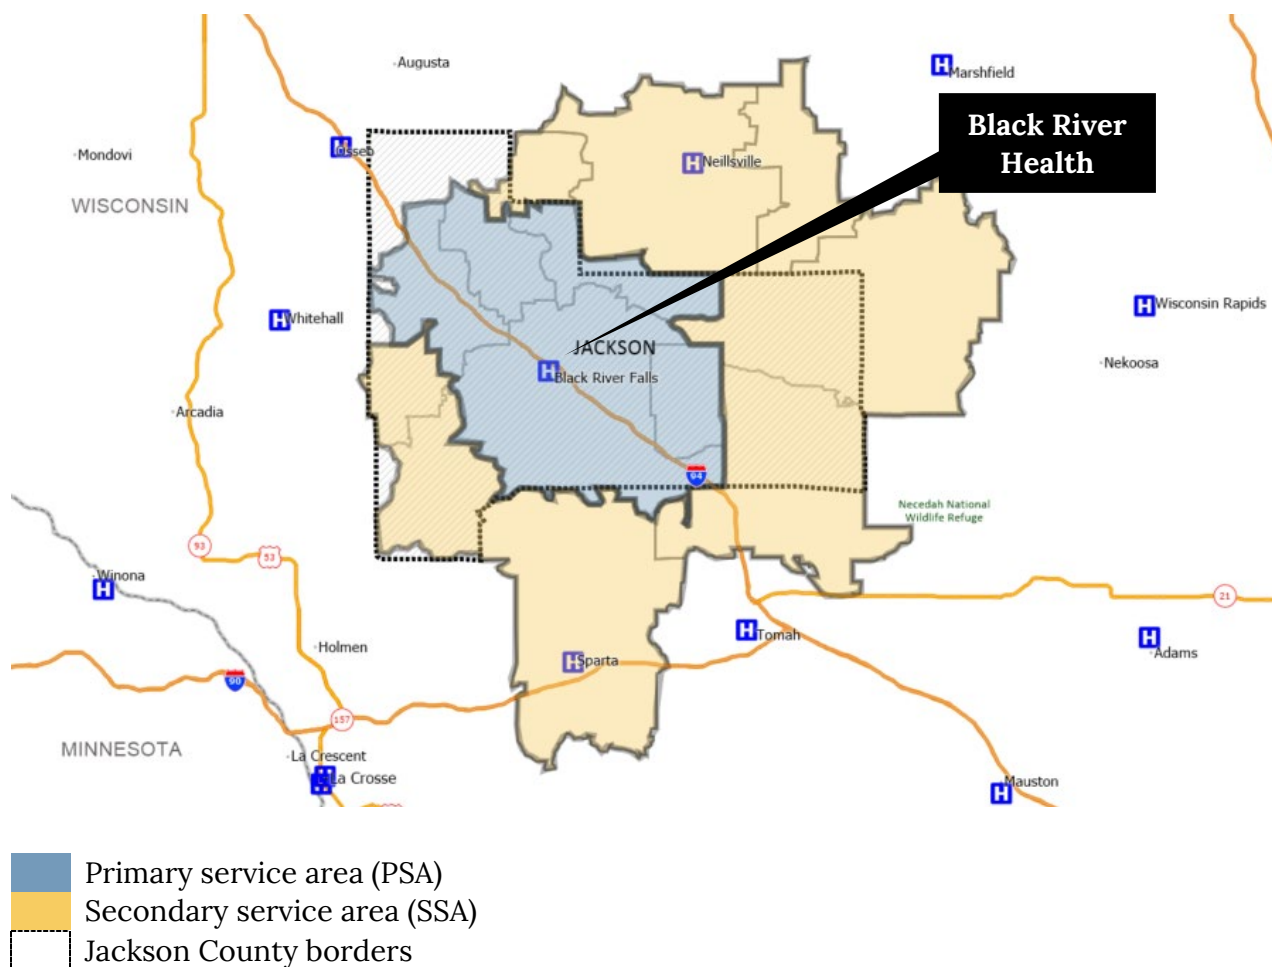 Augusta
Marshfield
Black River
Health
Osseo
Mondovi
Neillsville
WISCONSIN
Whitehall
Wisconsin Rapids
JACKSON
Nekoosa
Black River Falls
Arcadia
94
Necedah National
Wildlife Refuge
93
53
Winona
21
Tomah
Holmen
Adams
Sparta
90
157
MINNESOTA
La Crescent
La Crosse
Mauston
Primary service area (PSA)
Secondary service area (SSA)
Jackson County borders